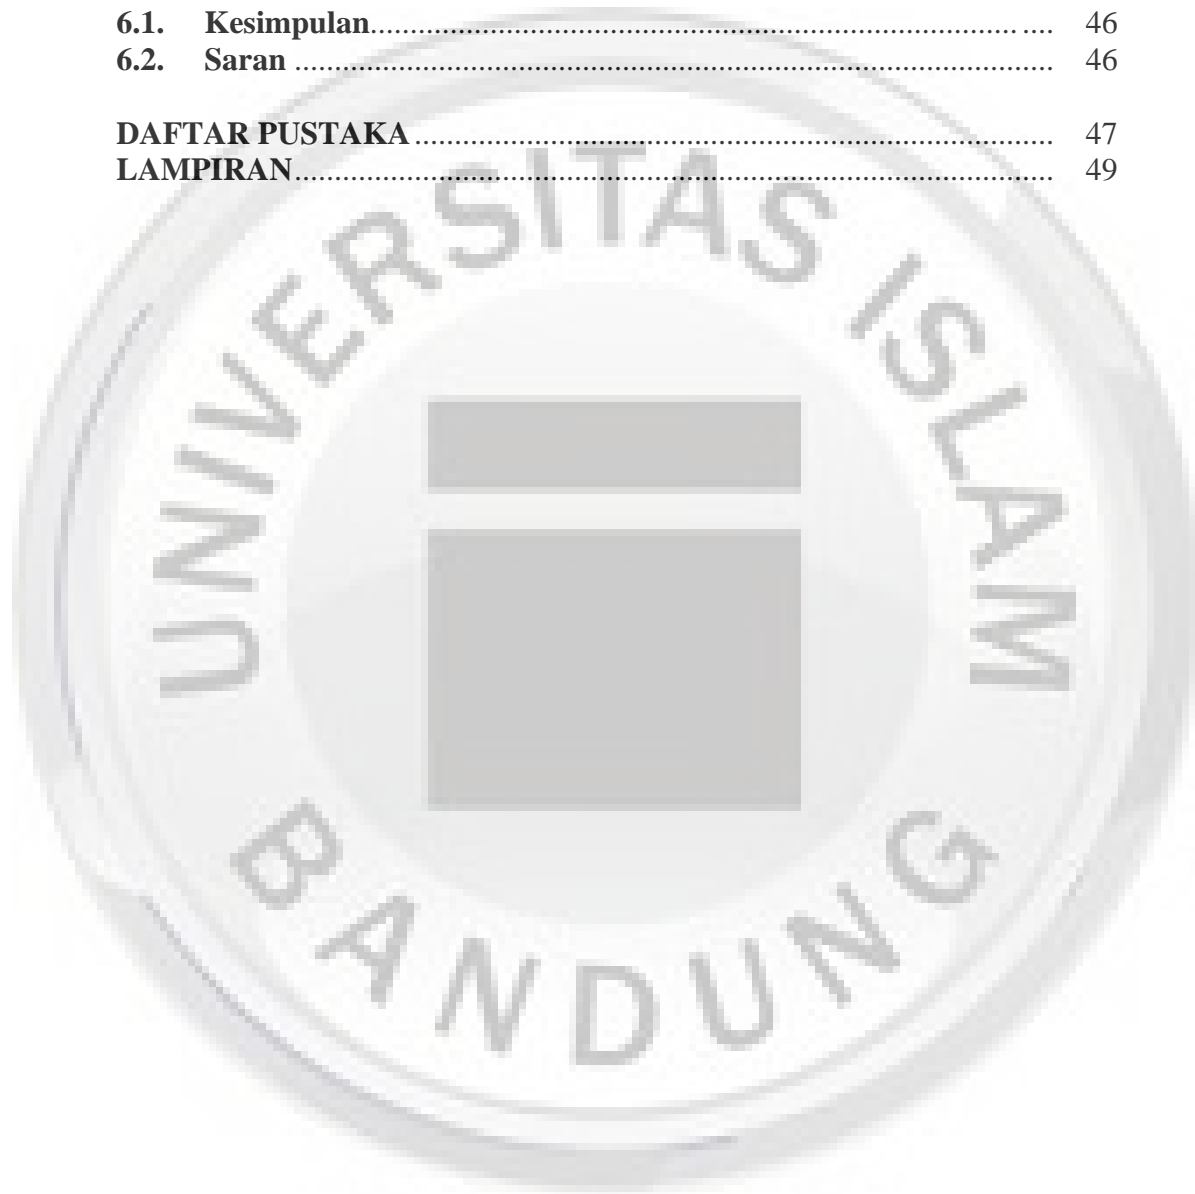 6.1. Kesimpulan................................................................................. .... 46
6.2. Saran ............................................................................................... 46
DAFTAR PUSTAKA ................................................................................ 47
LAMPIRAN............................................................................................... 49
UNIVERSITAS ISLAM
BANDUNG